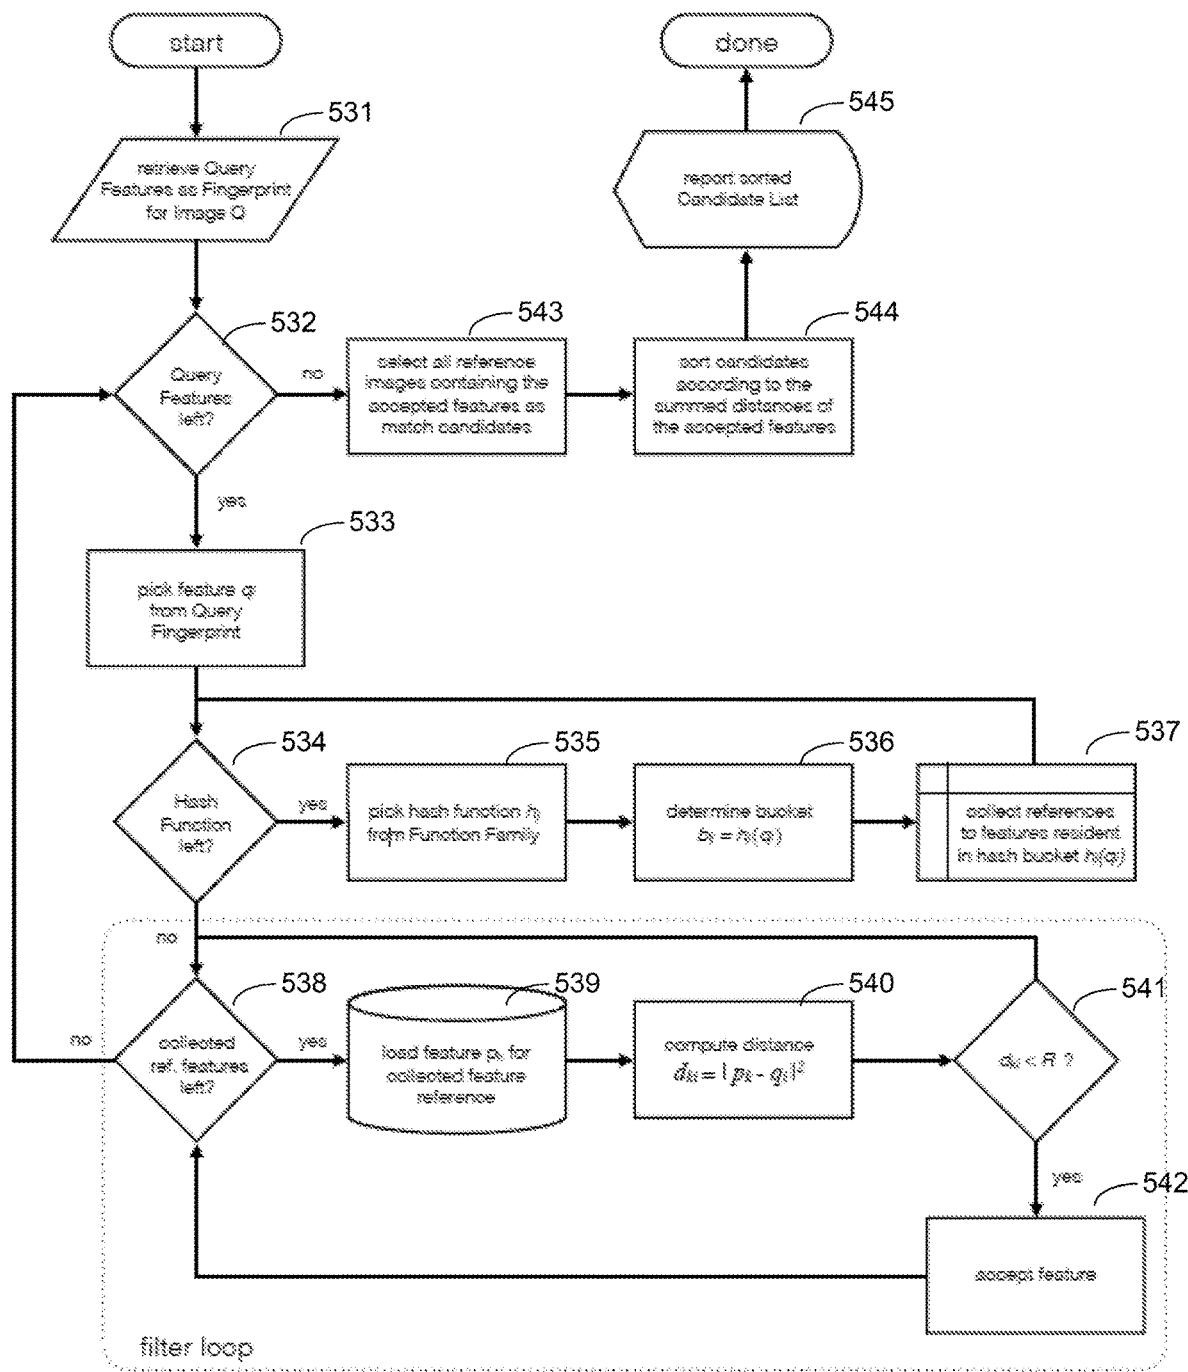 start
done
531
545
retrieve Query
Features as Fingerprint
for Image Q
report sorted
Candidate List
532
543
544
Query
Features
left?
no
select all reference
images containing the
accepted features as
match candidates
sort candidates
according to the
summed distances of
the accepted features
yes
533
pick feature qᵢ
from Query
Fingerprint
534
535
536
537
Hash
Function
left?
yes
pick hash function hⱼ
from Function Family
determine bucket
bᵢⱼ = hⱼ(qᵢ)
collect references
to features resident
in hash bucket hⱼ(qᵢ)
no
538
539
540
541
no
collected
ref. features
left?
yes
load feature pₖ for
collected feature
reference
compute distance
dₖᵢ = | pₖ - qᵢ |²
dₖᵢ < R ?
yes
542
accept feature
filter loop